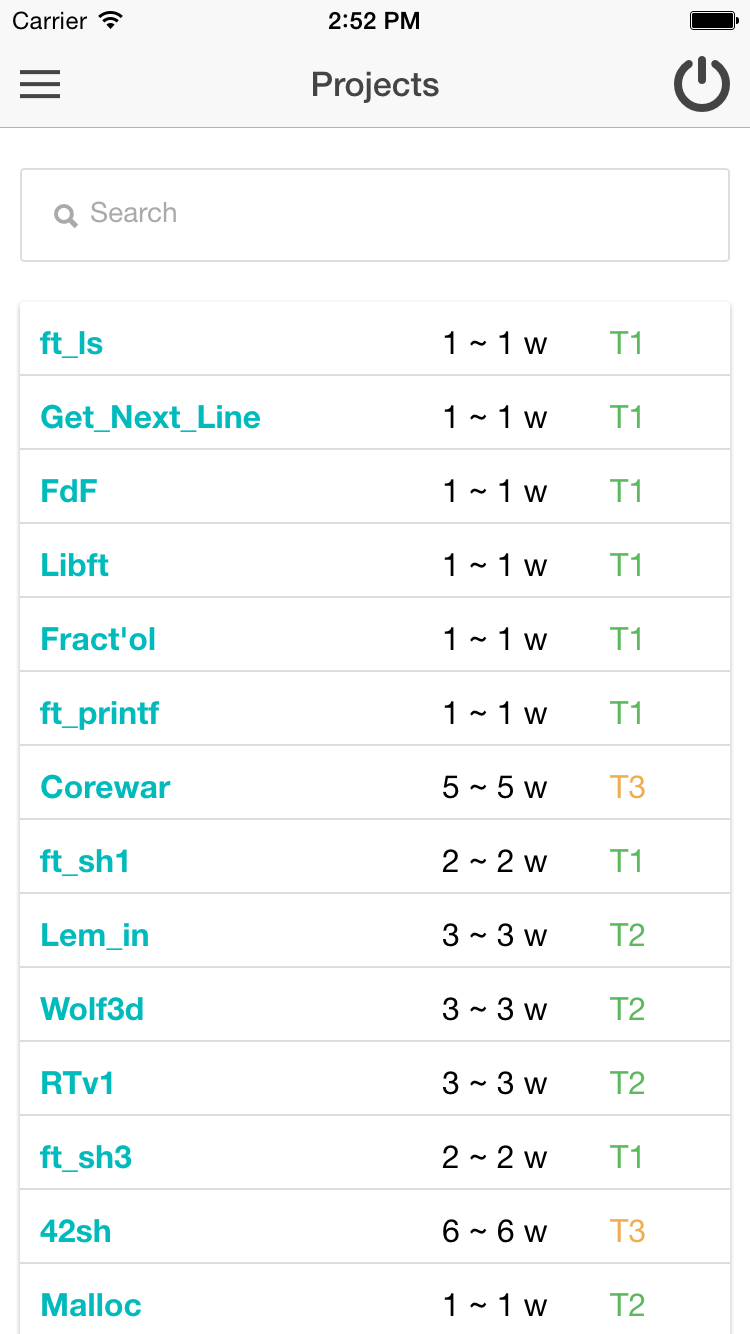 Carrier 2:52 PM
Projects
Search
ft_ls 1 ~ 1 w T1
Get_Next_Line 1 ~ 1 w T1
FdF 1 ~ 1 w T1
Libft 1 ~ 1 w T1
Fract'ol 1 ~ 1 w T1
ft_printf 1 ~ 1 w T1
Corewar 5 ~ 5 w T3
ft_sh1 2 ~ 2 w T1
Lem_in 3 ~ 3 w T2
Wolf3d 3 ~ 3 w T2
RTv1 3 ~ 3 w T2
ft_sh3 2 ~ 2 w T1
42sh 6 ~ 6 w T3
Malloc 1 ~ 1 w T2